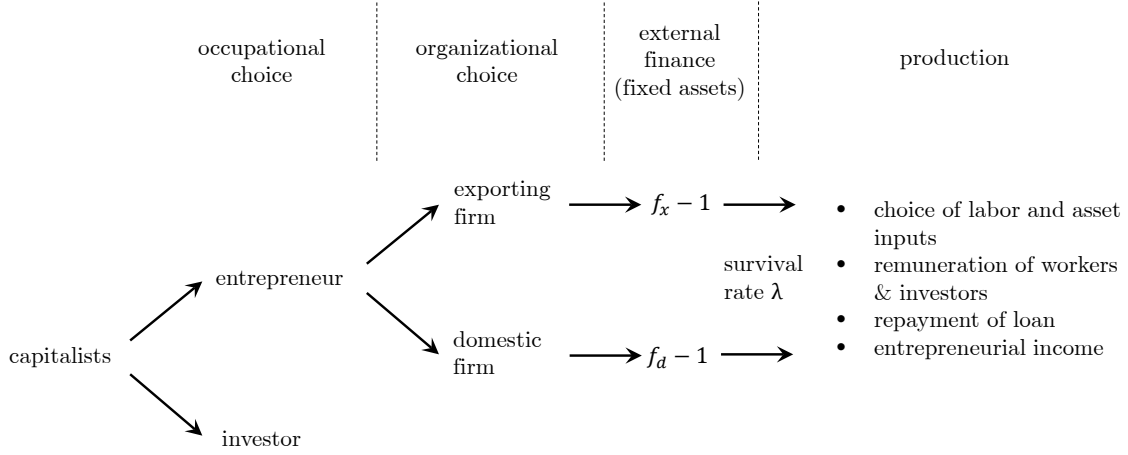 occupational
choice
organizational
choice
external
finance
(fixed assets)
production
capitalists
entrepreneur
investor
exporting
firm
domestic
firm
f_x − 1
f_d − 1
survival
rate λ
• choice of labor and asset
inputs
• remuneration of workers
& investors
• repayment of loan
• entrepreneurial income